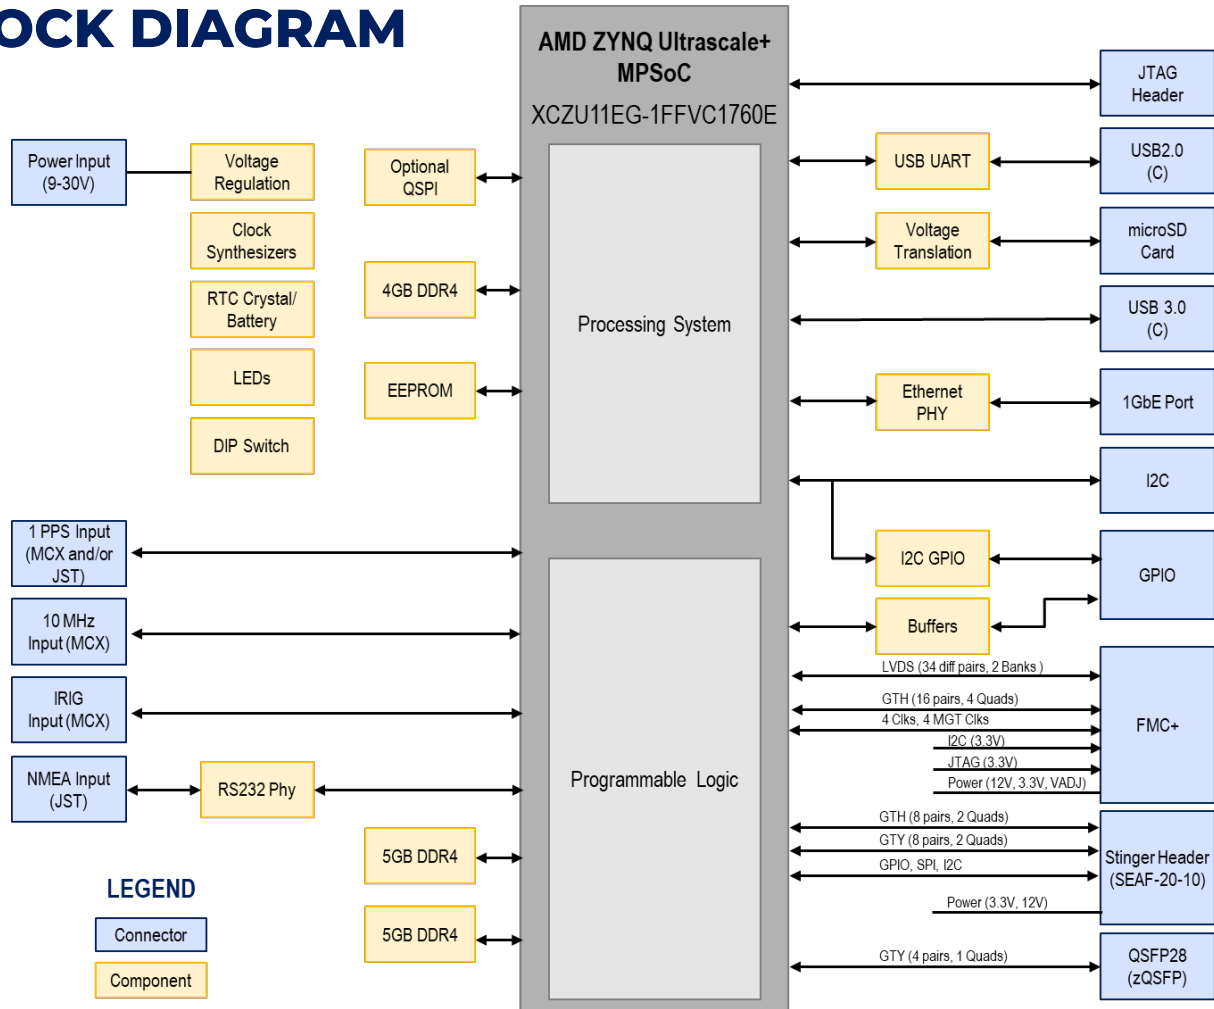 OCK DIAGRAM
AMD ZYNQ Ultrascale+
MPSoC
XCZU11EG-1FFVC1760E
Processing System
Programmable Logic
Power Input
(9-30V)
Voltage
Regulation
Clock
Synthesizers
RTC Crystal/
Battery
LEDs
DIP Switch
Optional
QSPI
4GB DDR4
EEPROM
1 PPS Input
(MCX and/or
JST)
10 MHz
Input (MCX)
IRIG
Input (MCX)
NMEA Input
(JST)
RS232 Phy
5GB DDR4
5GB DDR4
LEGEND
Connector
Component
JTAG
Header
USB UART
USB2.0
(C)
Voltage
Translation
microSD
Card
USB 3.0
(C)
Ethernet
PHY
1GbE Port
I2C
I2C GPIO
GPIO
Buffers
LVDS (34 diff pairs, 2 Banks )
GTH (16 pairs, 4 Quads)
4 Clks, 4 MGT Clks
I2C (3.3V)
JTAG (3.3V)
Power (12V, 3.3V, VADJ)
FMC+
GTH (8 pairs, 2 Quads)
GTY (8 pairs, 2 Quads)
GPIO, SPI, I2C
Power (3.3V, 12V)
Stinger Header
(SEAF-20-10)
GTY (4 pairs, 1 Quads)
QSFP28
(zQSFP)